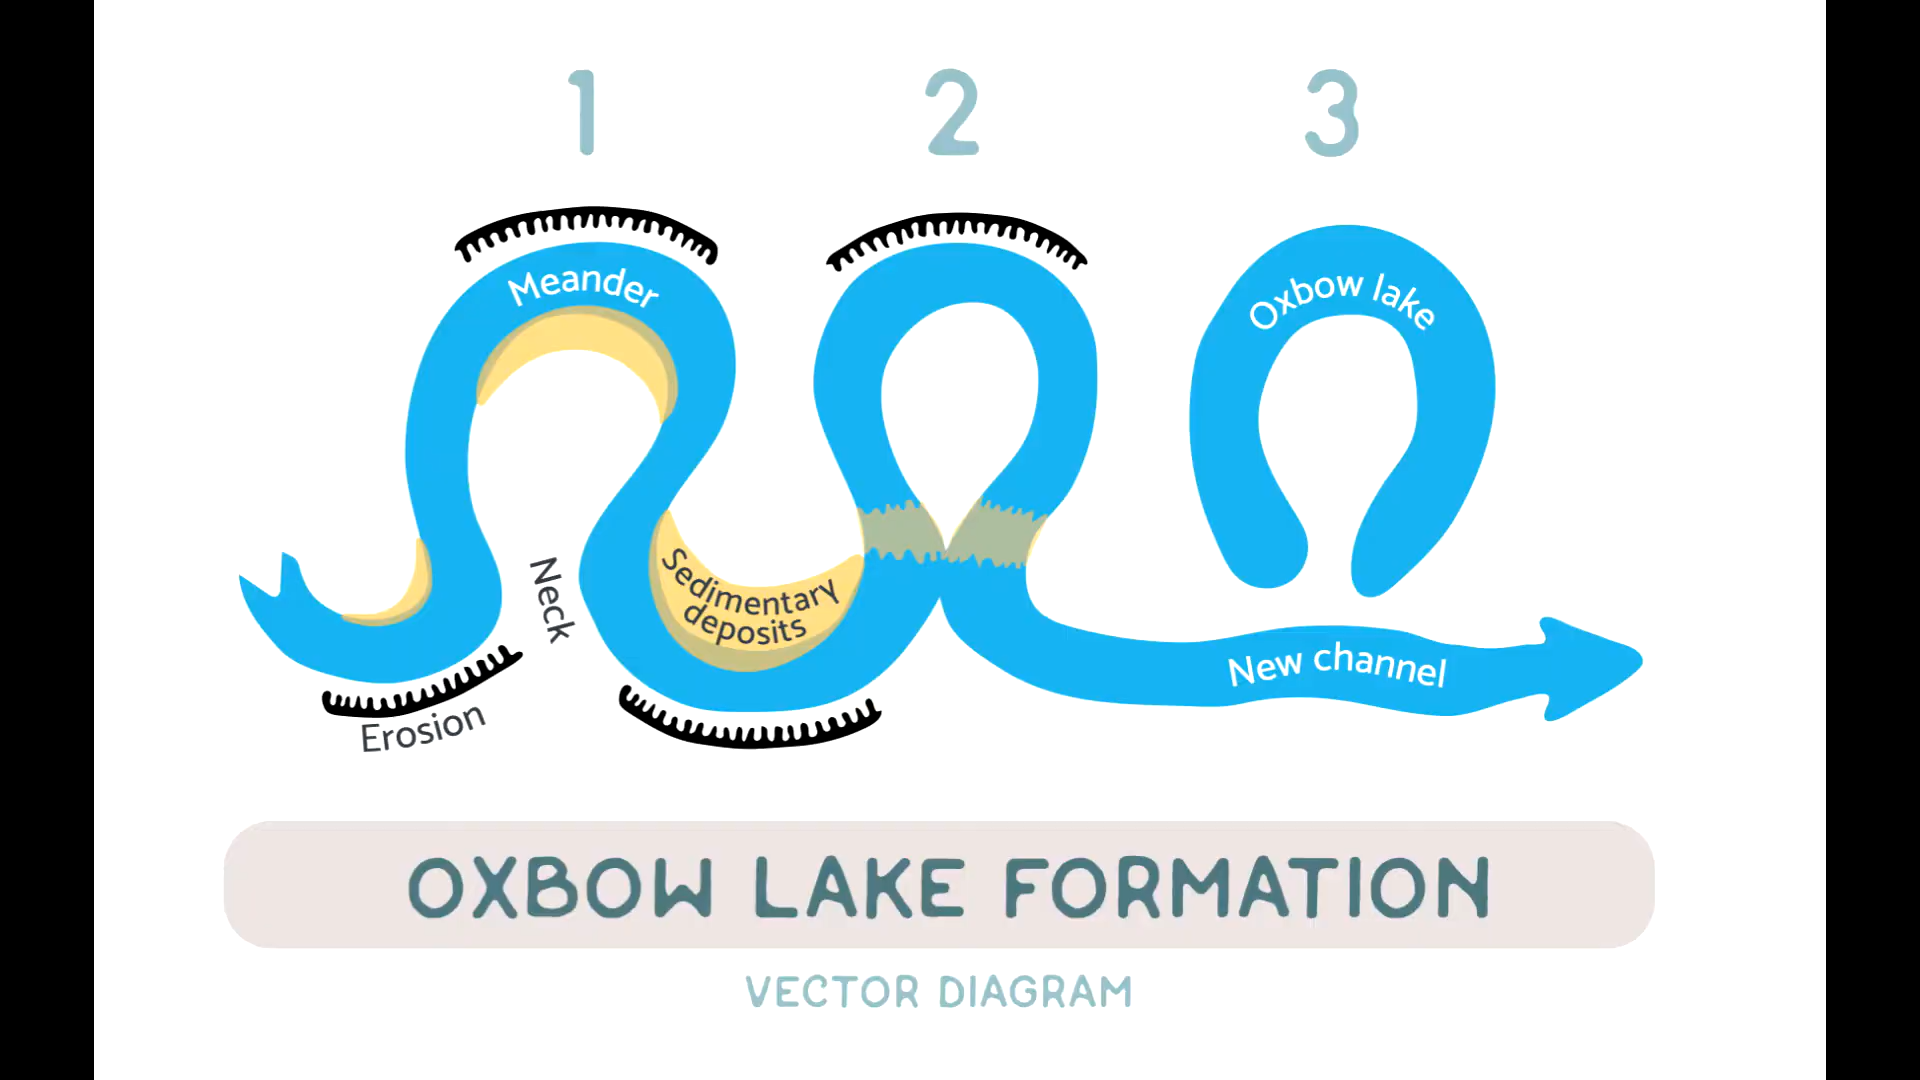 1
2
3
Meander
Oxbow lake
Neck
Sedimentary
deposits
Erosion
New channel
OXBOW LAKE FORMATION
VECTOR DIAGRAM